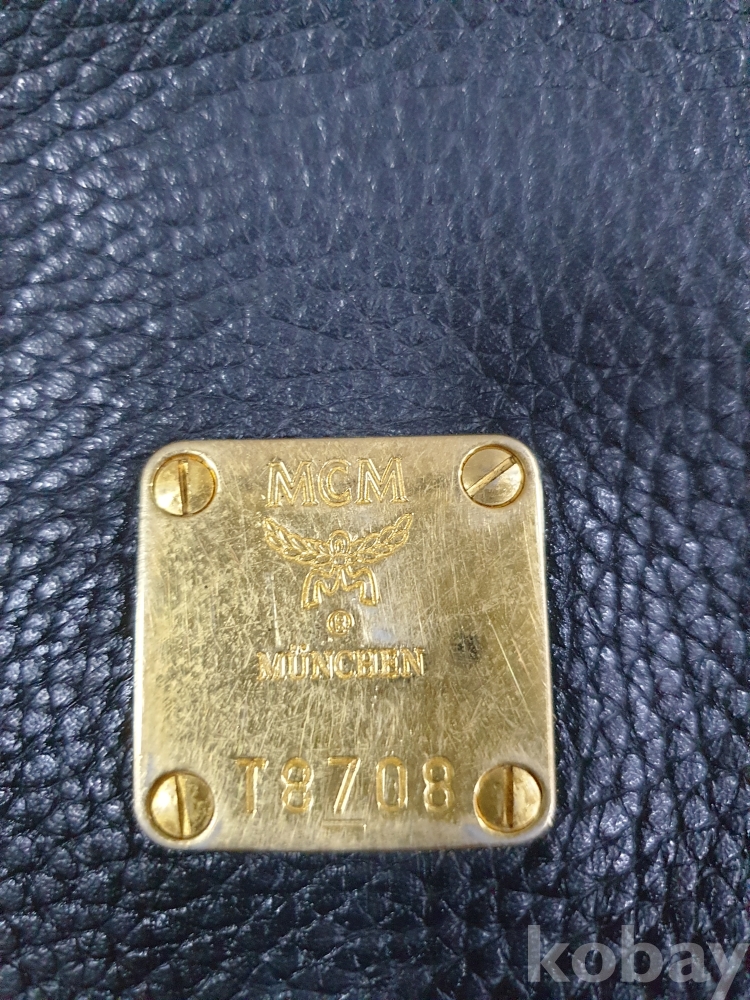 MCM
®
MÜNCHEN
T8708
kobay